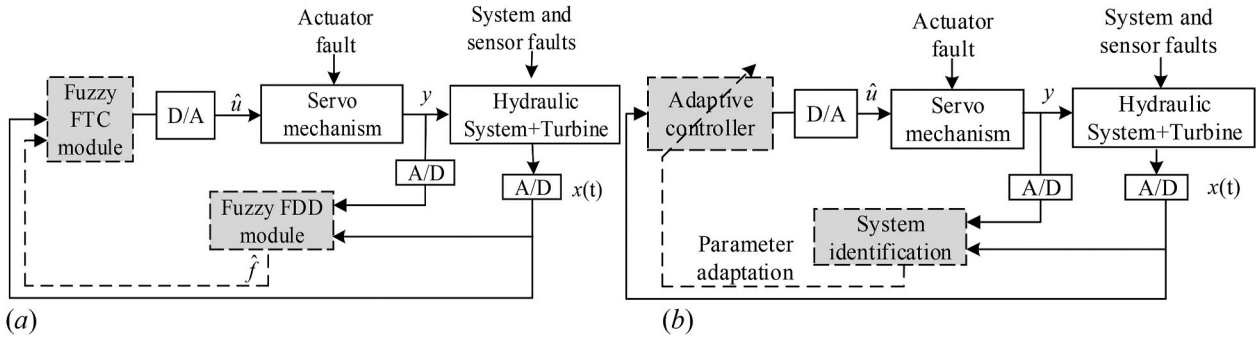 Actuator
fault
System and
sensor faults
Fuzzy
FTC
module
D/A
û
Servo
mechanism
y
Hydraulic
System+Turbine
A/D
A/D
x(t)
Fuzzy FDD
module
f̂
(a)
Actuator
fault
System and
sensor faults
Adaptive
controller
D/A
û
Servo
mechanism
y
Hydraulic
System+Turbine
A/D
A/D
x(t)
System
identification
Parameter
adaptation
(b)